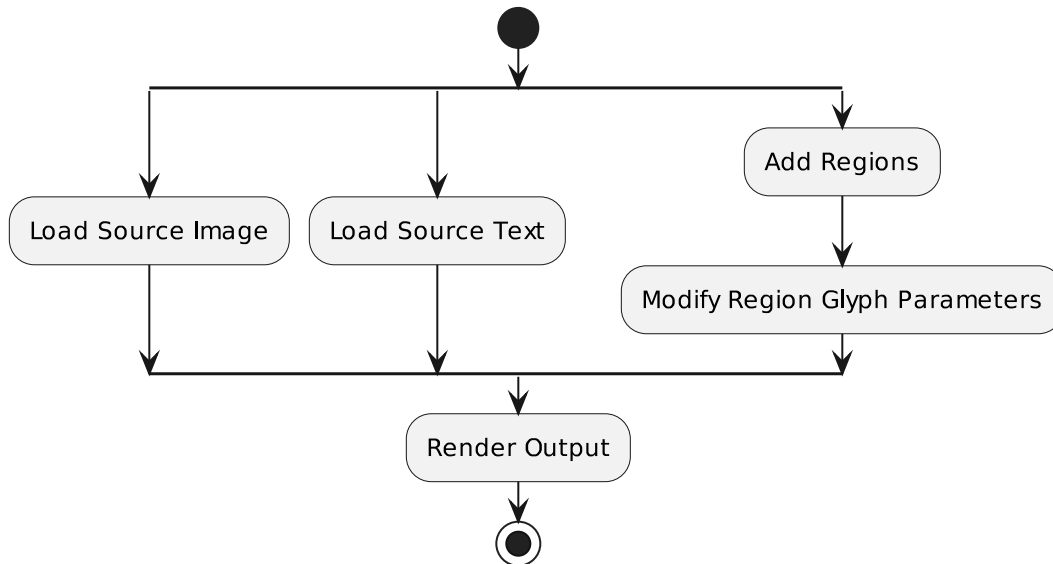 Add Regions
Load Source Image
Load Source Text
Modify Region Glyph Parameters
Render Output